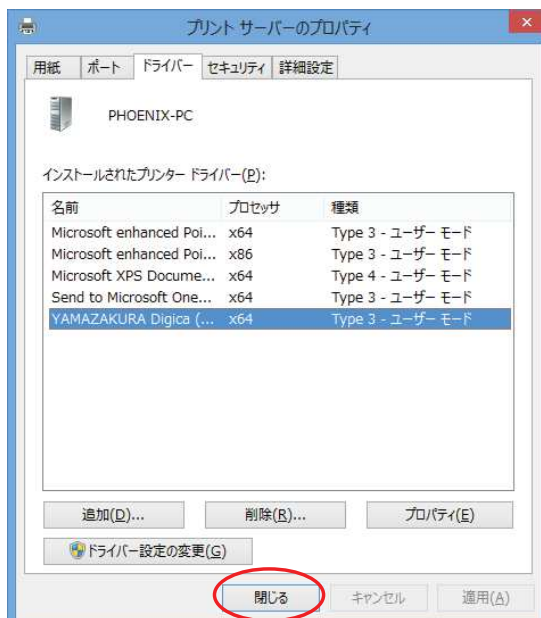 プリント サーバーのプロパティ
用紙 ポート ドライバー セキュリティ 詳細設定
PHOENIX-PC
インストールされたプリンター ドライバー(P):
名前 プロセッサ 種類
Microsoft enhanced Poi... x64 Type 3 - ユーザー モード
Microsoft enhanced Poi... x86 Type 3 - ユーザー モード
Microsoft XPS Docume... x64 Type 4 - ユーザー モード
Send to Microsoft One... x64 Type 3 - ユーザー モード
YAMAZAKURA Digica (... x64 Type 3 - ユーザー モード
追加(D)... 削除(R)... プロパティ(E)
ドライバー設定の変更(G)
閉じる キャンセル 適用(A)